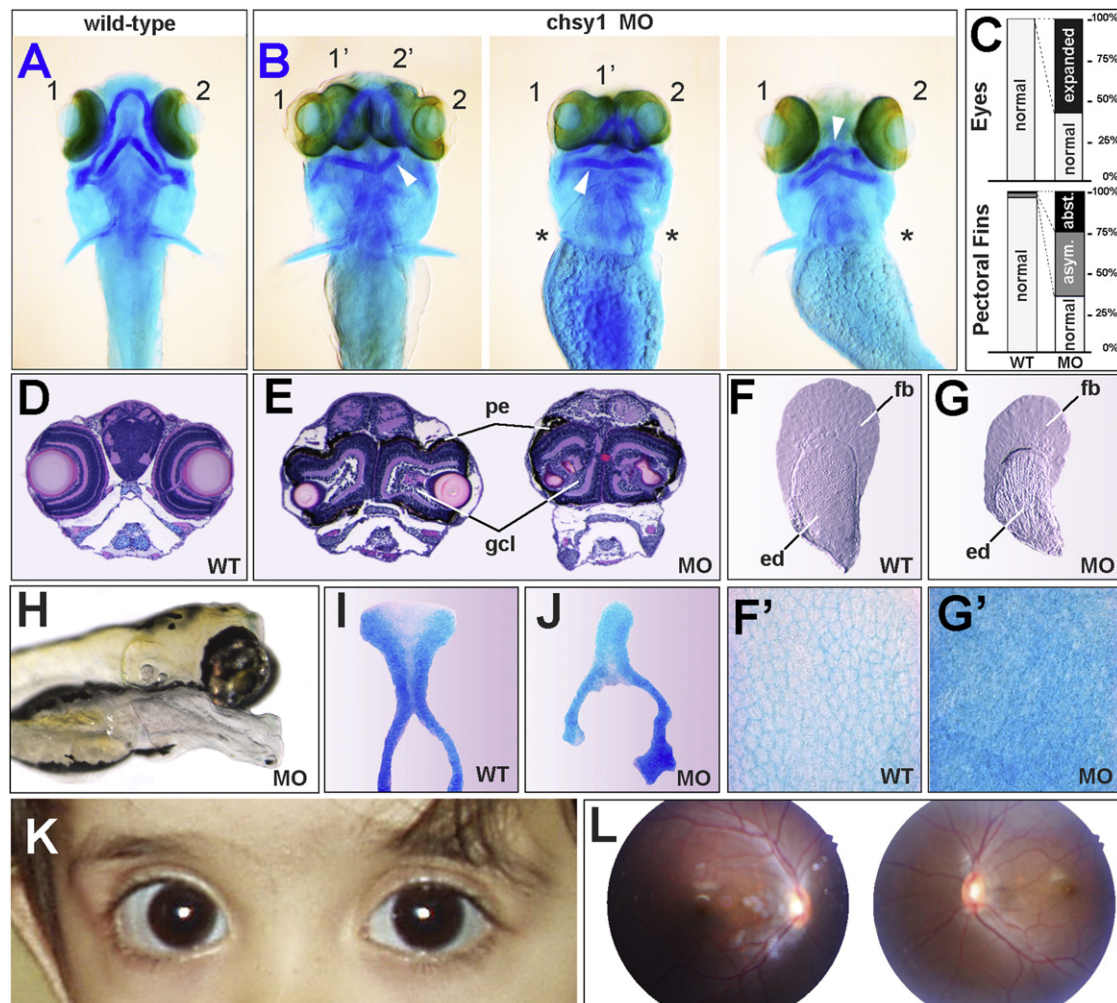 wild-type
chsy1 MO
A
1
2
B
1
1'
2'
2
1
1'
2
*
*
1
2
*
C
Eyes
normal
expanded
normal
100%
75%
50%
25%
0%
Pectoral Fins
normal
abst.
asym.
normal
100%
75%
50%
25%
0%
WT
MO
D
WT
E
pe
gcl
MO
F
fb
ed
WT
G
fb
ed
MO
H
MO
I
WT
J
MO
F'
WT
G'
MO
K
L